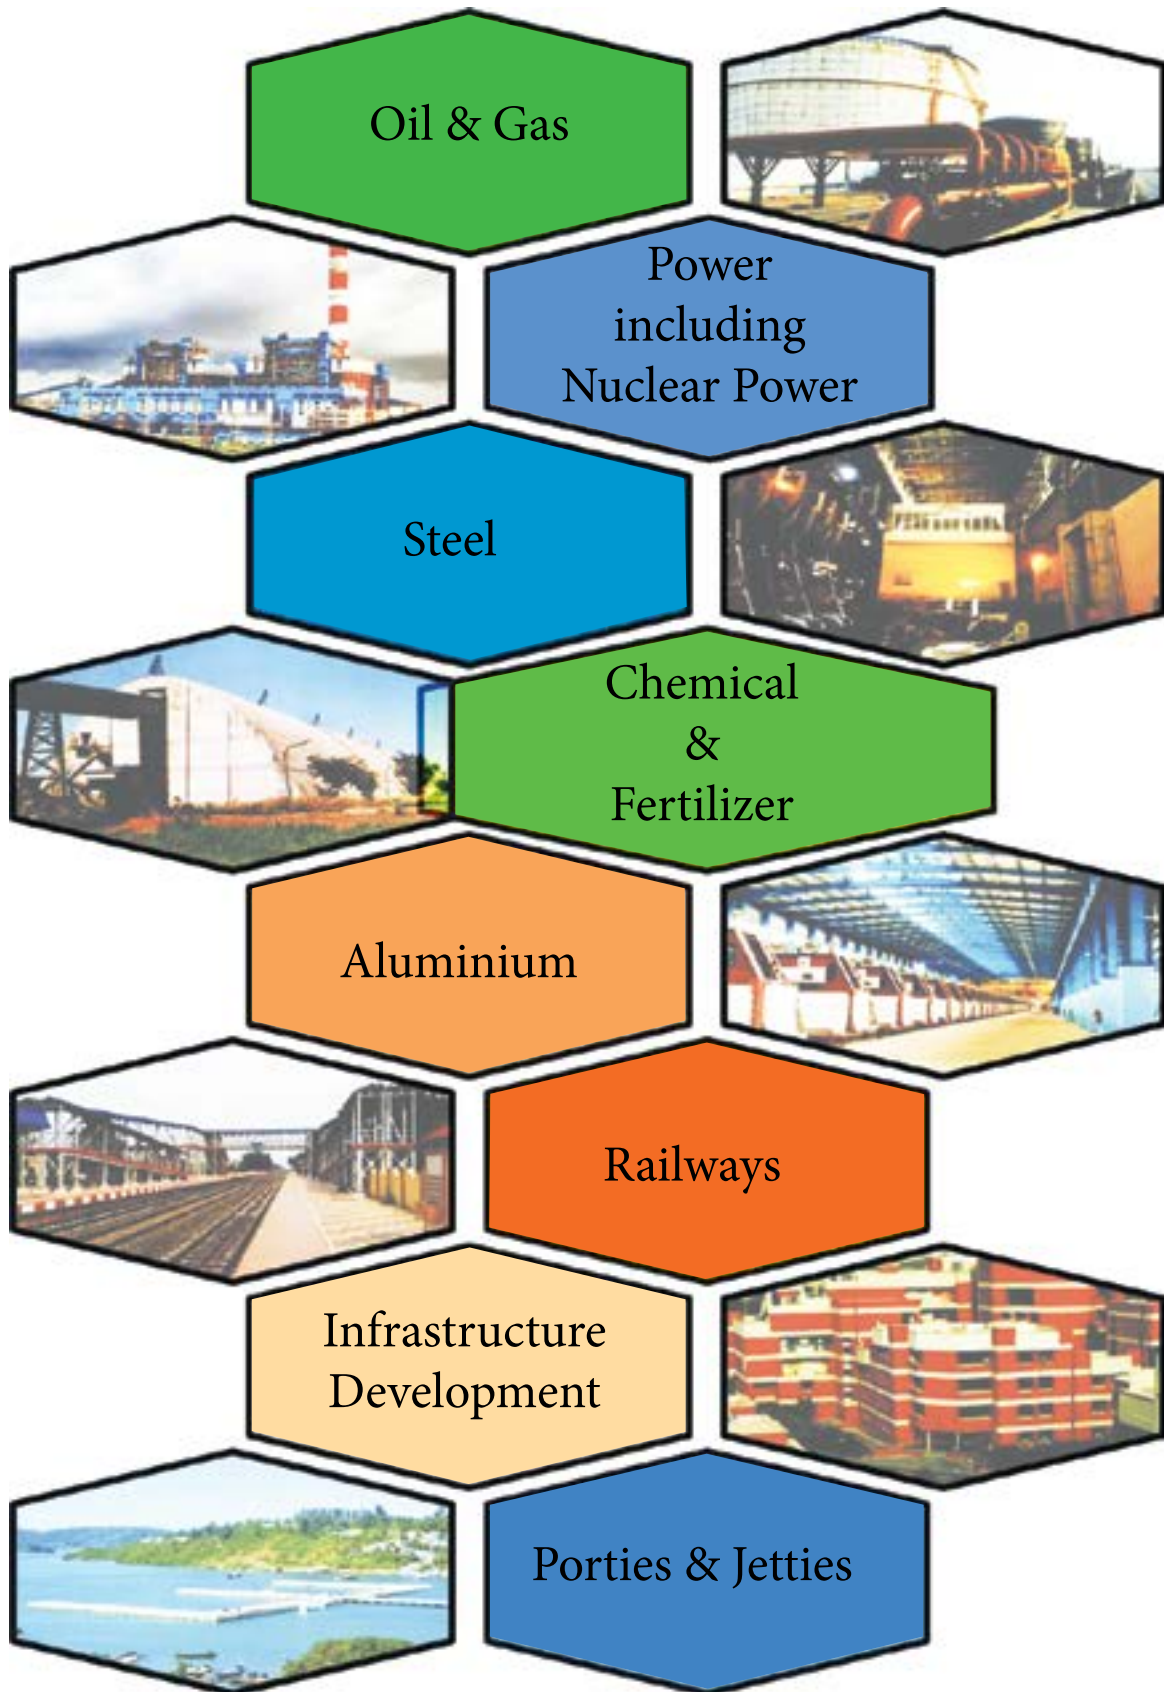 Oil & Gas
Power
including
Nuclear Power
Steel
Chemical
&
Fertilizer
Aluminium
Railways
Infrastructure
Development
Porties & Jetties